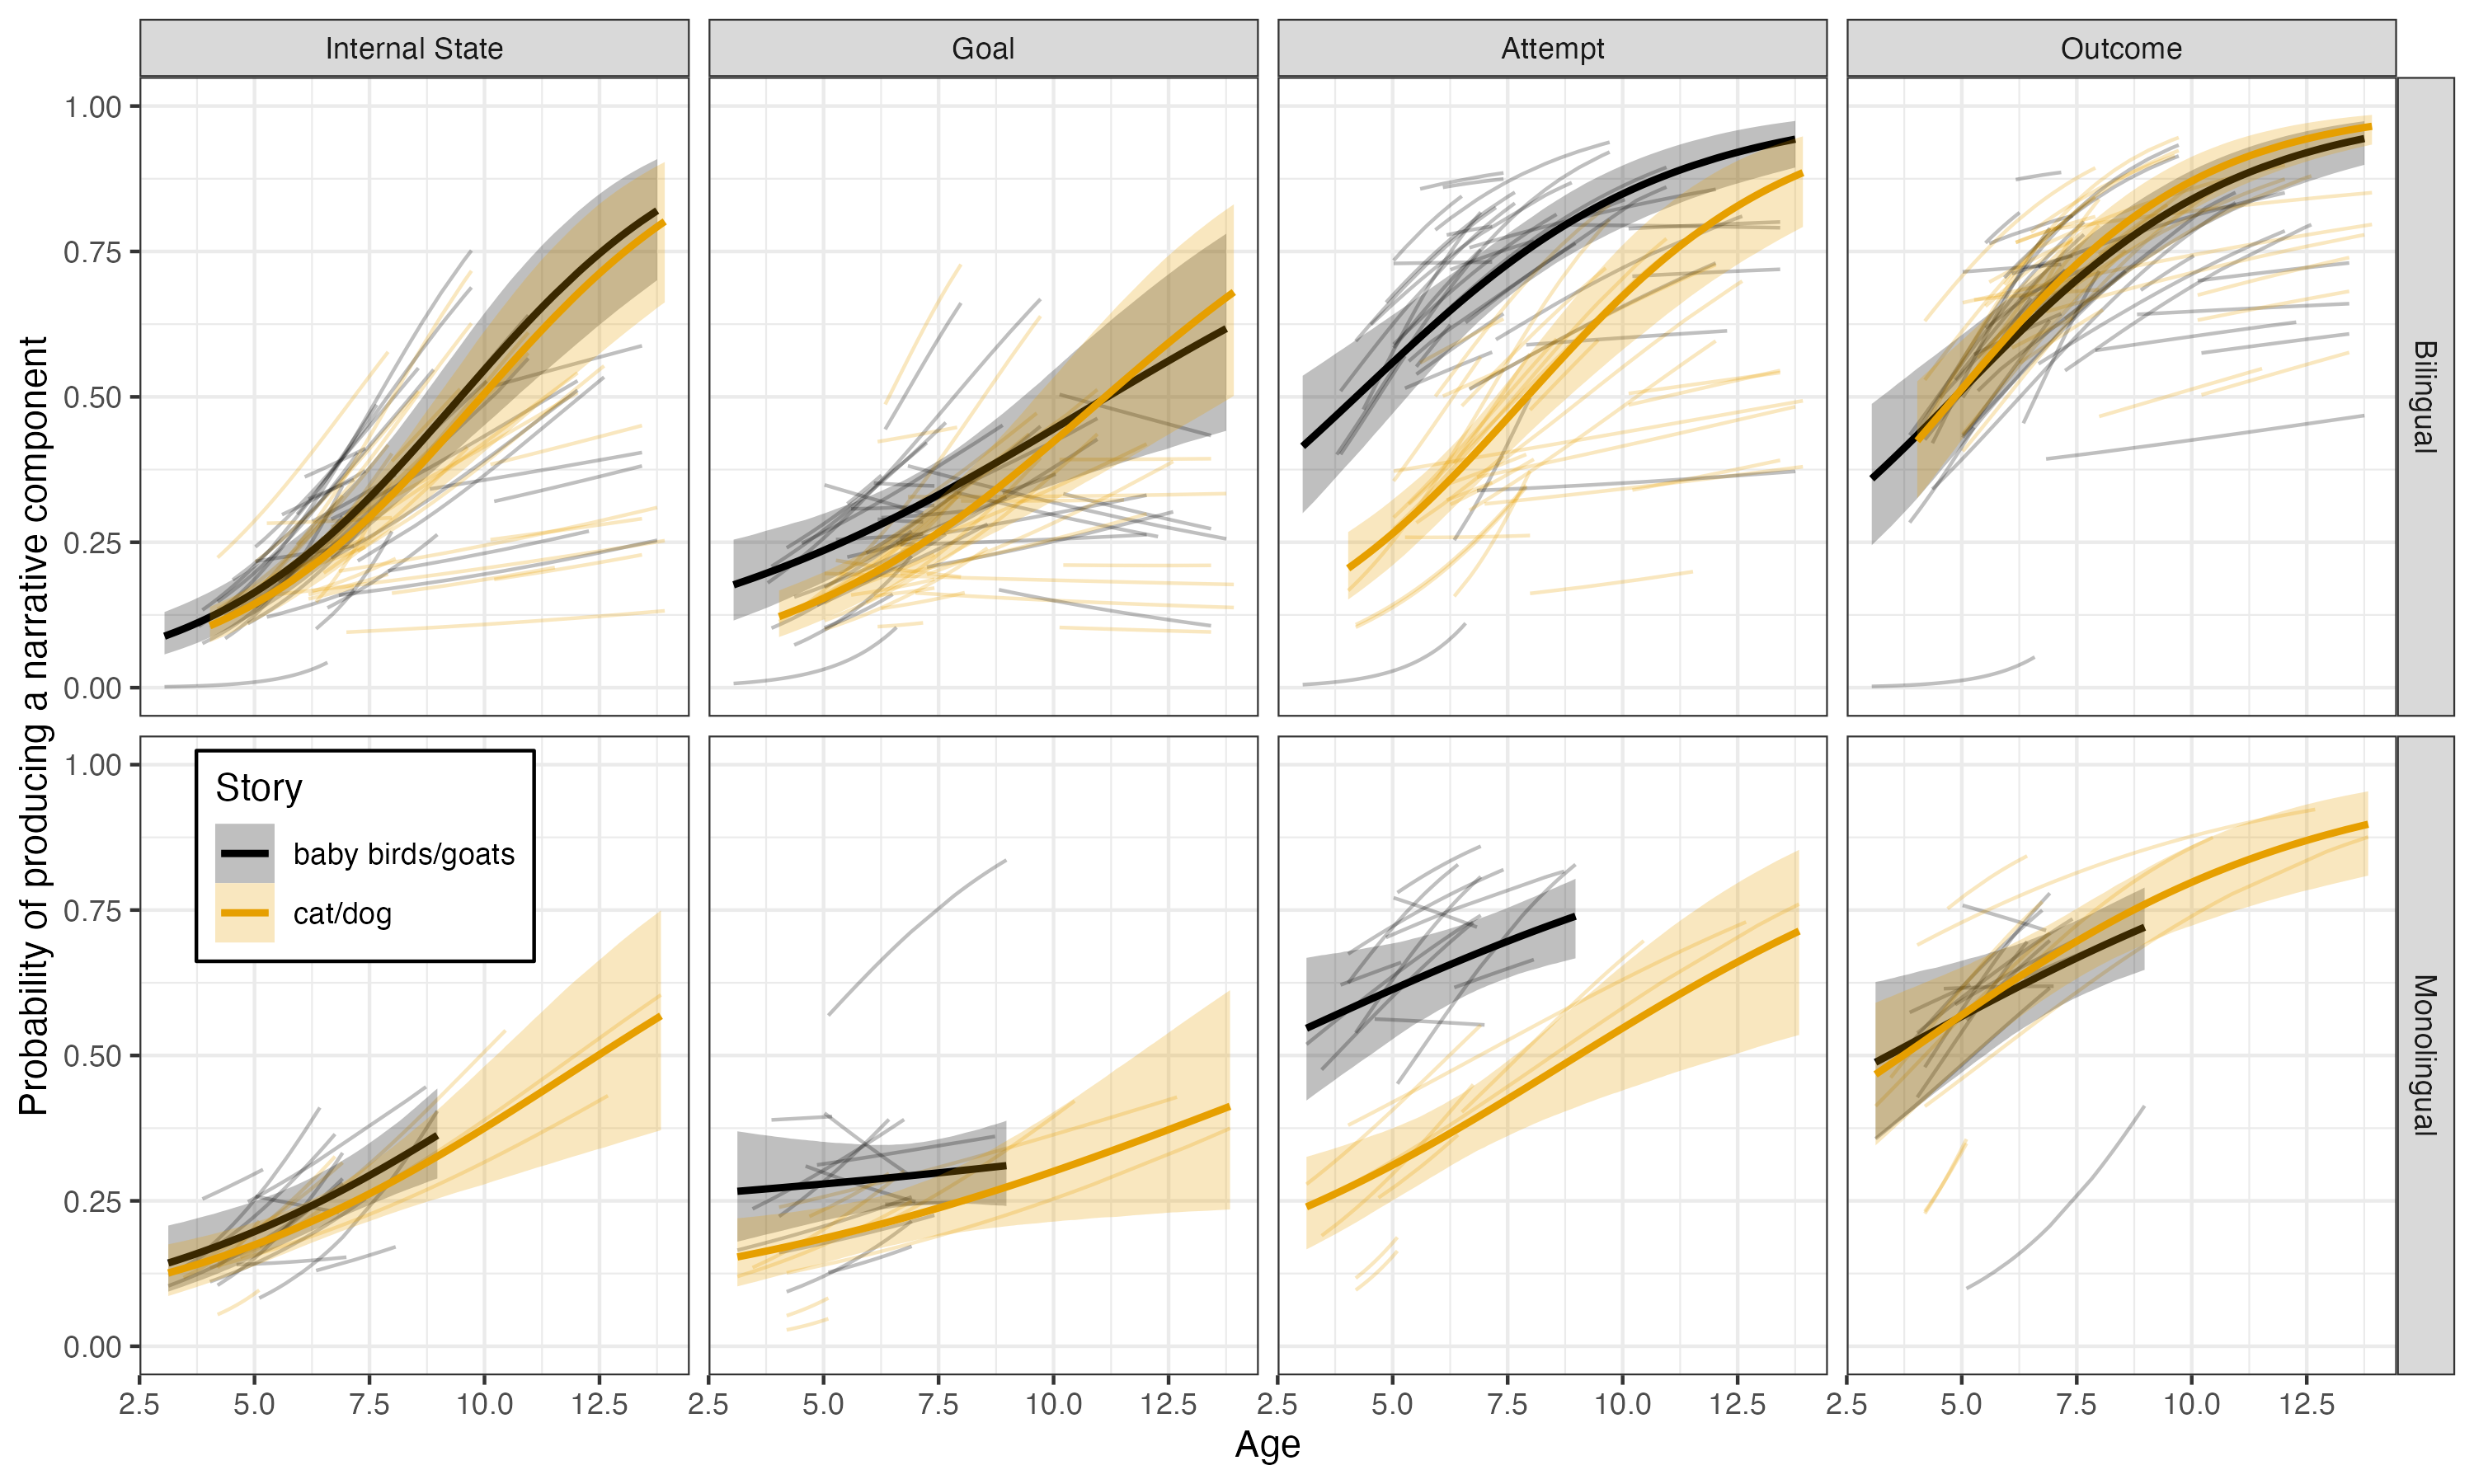 Internal State
Goal
Attempt
Outcome
Probability of producing a narrative component
1.00
0.75
0.50
0.25
0.00
Bilingual
1.00
0.75
0.50
0.25
0.00
Story
baby birds/goats
cat/dog
Monolingual
2.5 5.0 7.5 10.0 12.5
2.5 5.0 7.5 10.0 12.5
2.5 5.0 7.5 10.0 12.5
2.5 5.0 7.5 10.0 12.5
Age